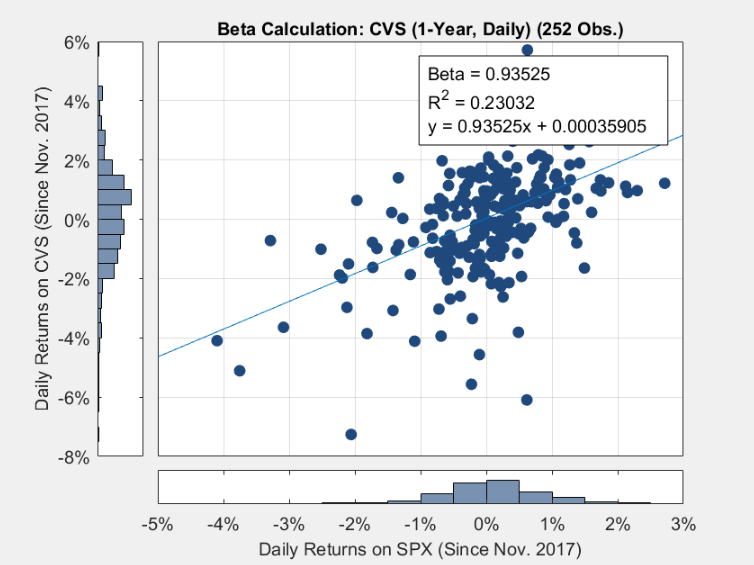 Beta Calculation: CVS (1-Year, Daily) (252 Obs.)
6%
4%
2%
0%
-2%
-4%
-6%
-8%
Daily Returns on CVS (Since Nov. 2017)
Beta = 0.93525
R² = 0.23032
y = 0.93525x + 0.00035905
-5% -4% -3% -2% -1% 0% 1% 2% 3%
Daily Returns on SPX (Since Nov. 2017)